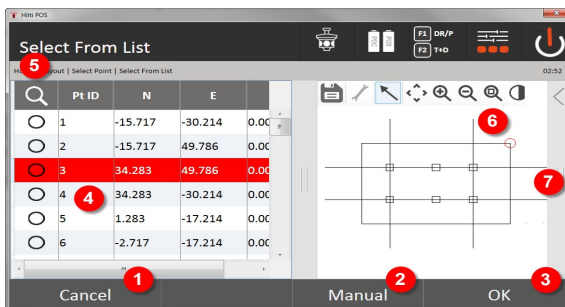 Hilti POS
Select From List
POC
POS
F1 DR/P
F2 T+D
Layout | Select Point | Select From List
02:52
5
Pt ID N E
1 -15.717 -30.214 0.00
2 -15.717 49.786 0.00
3 34.283 49.786 0.00
4 34.283 -30.214 0.00
5 1.283 -17.214 0.00
6 -2.717 -17.214 0.00
4
6
7
1
2
3
Cancel
Manual
OK